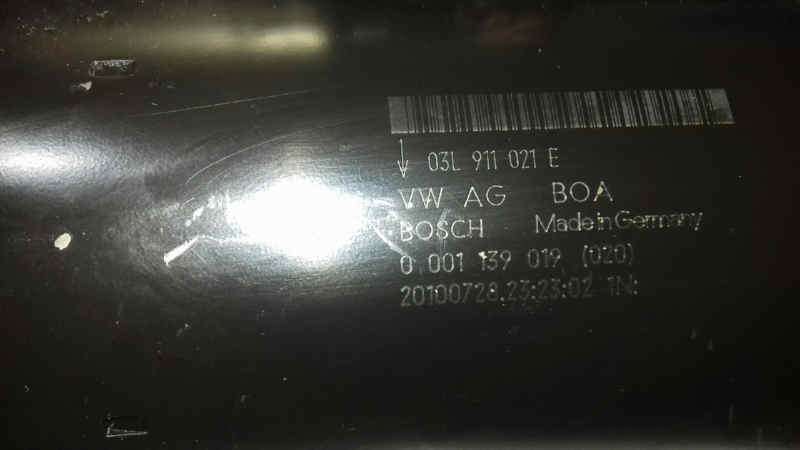 03L 911 021 E
VW AG BOA
BOSCH Made in Germany
0 001 139 019 (020)
20100728.23:23:02 1N: